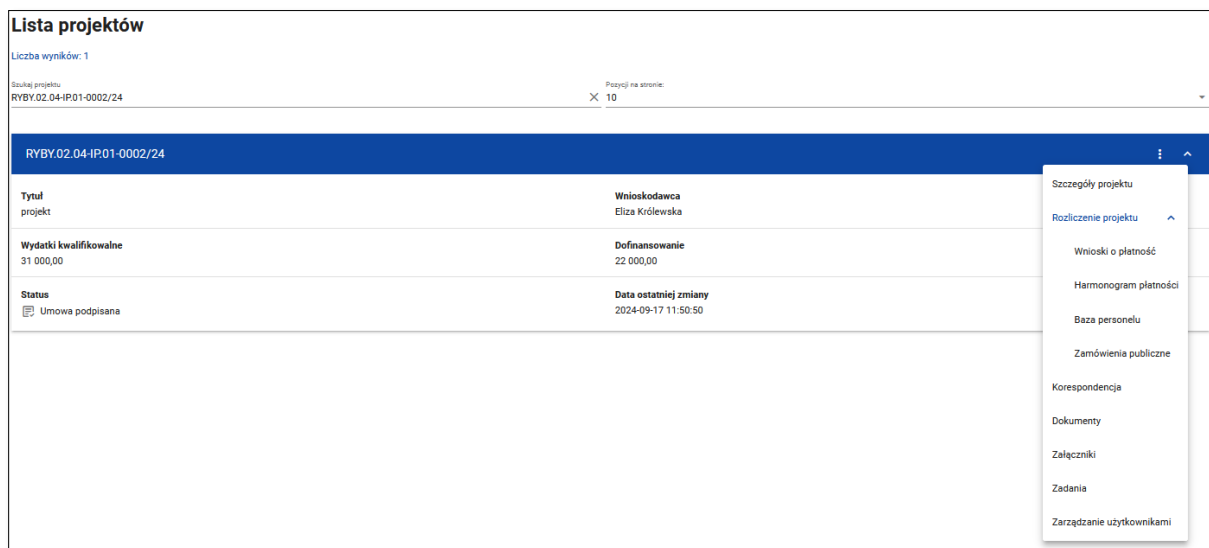 Lista projektów
Liczba wyników: 1
Szukaj projektu
RYBY.02.04-IP.01-0002/24
Pozycji na stronie:
10
RYBY.02.04-IP.01-0002/24
Tytuł
projekt
Wnioskodawca
Eliza Królewska
Wydatki kwalifikowalne
31 000,00
Dofinansowanie
22 000,00
Status
Umowa podpisana
Data ostatniej zmiany
2024-09-17 11:50:50
Szczegóły projektu
Rozliczenie projektu
Wnioski o płatność
Harmonogram płatności
Baza personelu
Zamówienia publiczne
Korespondencja
Dokumenty
Załączniki
Zadania
Zarządzanie użytkownikami